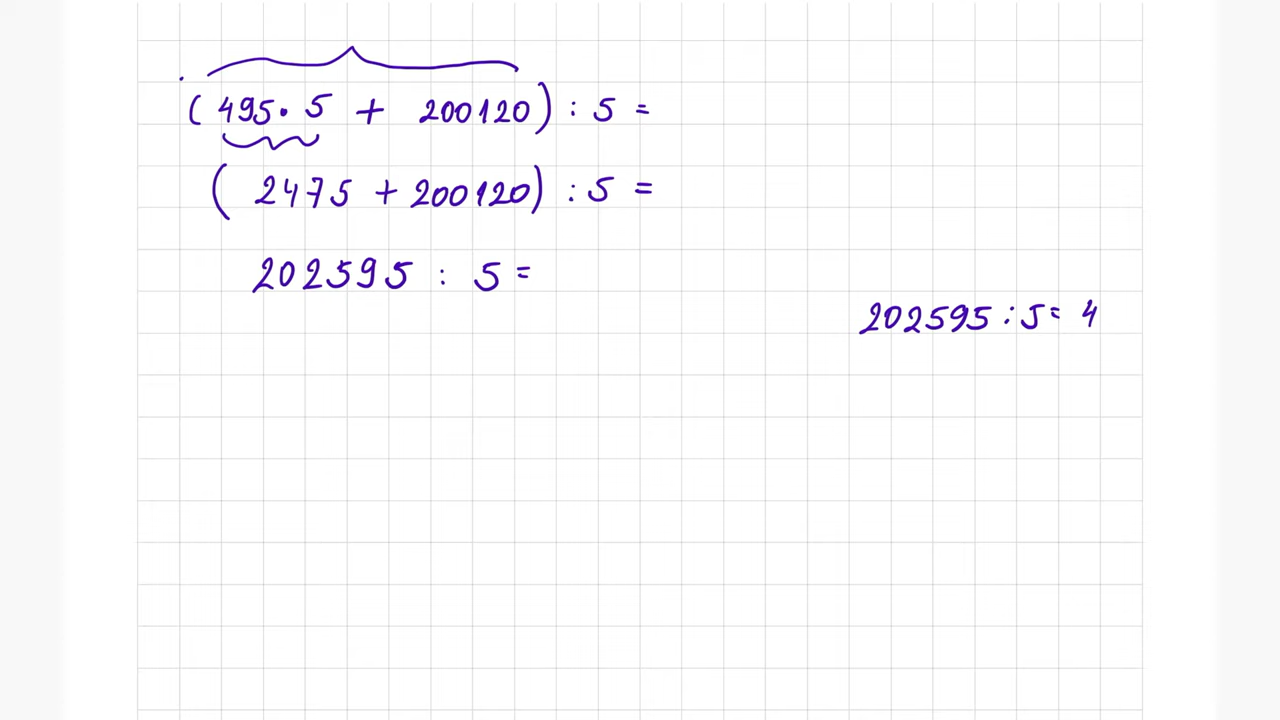 (495 · 5 + 200120) : 5 =
(2475 + 200120) : 5 =
202595 : 5 =
202595 : 5 = 4